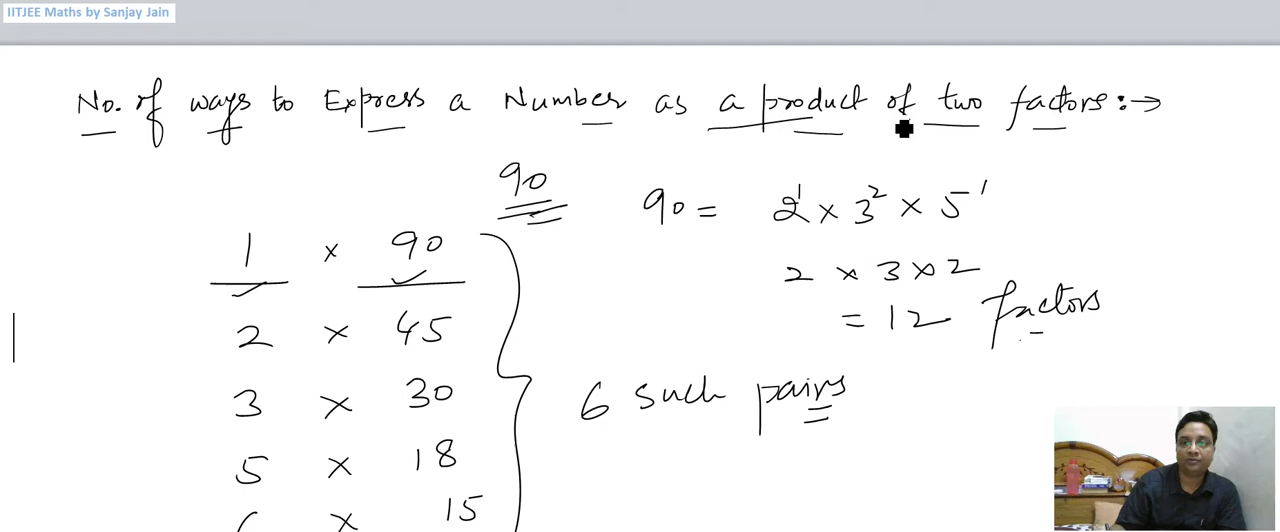 IITJEE Maths by Sanjay Jain
No. of ways to Express a Number as a product of two factors:→
90
90 = 2¹ × 3² × 5¹
1 × 90
2 × 3 × 2
= 12 factors
2 × 45
3 × 30
6 such pairs
5 × 18
6 × 15